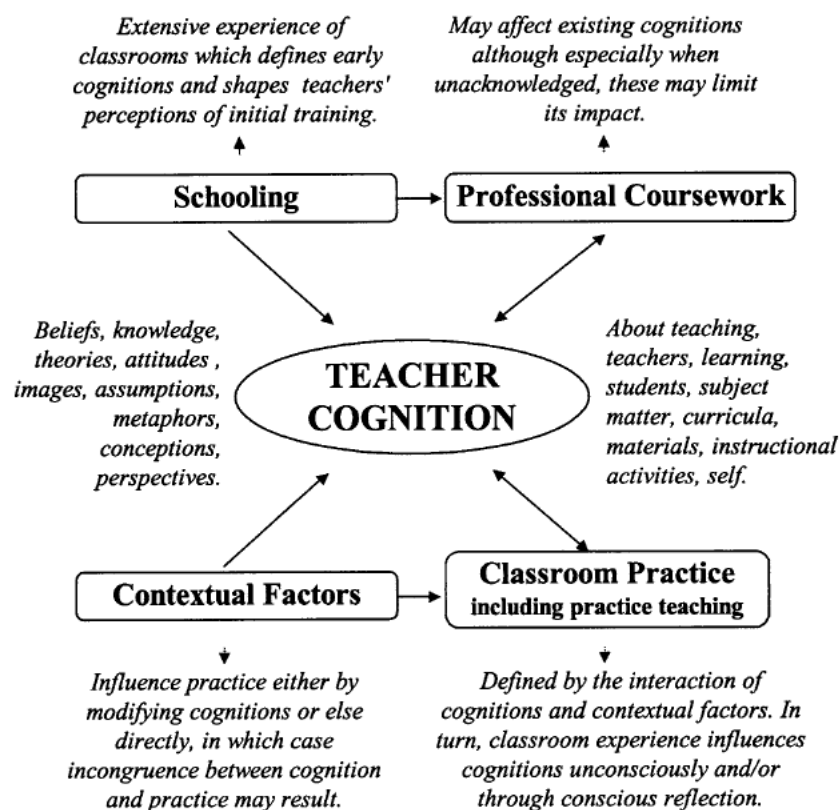 Extensive experience of
classrooms which defines early
cognitions and shapes teachers'
perceptions of initial training.
May affect existing cognitions
although especially when
unacknowledged, these may limit
its impact.
Schooling
Professional Coursework
Beliefs, knowledge,
theories, attitudes ,
images, assumptions,
metaphors,
conceptions,
perspectives.
TEACHER
COGNITION
About teaching,
teachers, learning,
students, subject
matter, curricula,
materials, instructional
activities, self.
Contextual Factors
Classroom Practice
including practice teaching
Influence practice either by
modifying cognitions or else
directly, in which case
incongruence between cognition
and practice may result.
Defined by the interaction of
cognitions and contextual factors. In
turn, classroom experience influences
cognitions unconsciously and/or
through conscious reflection.